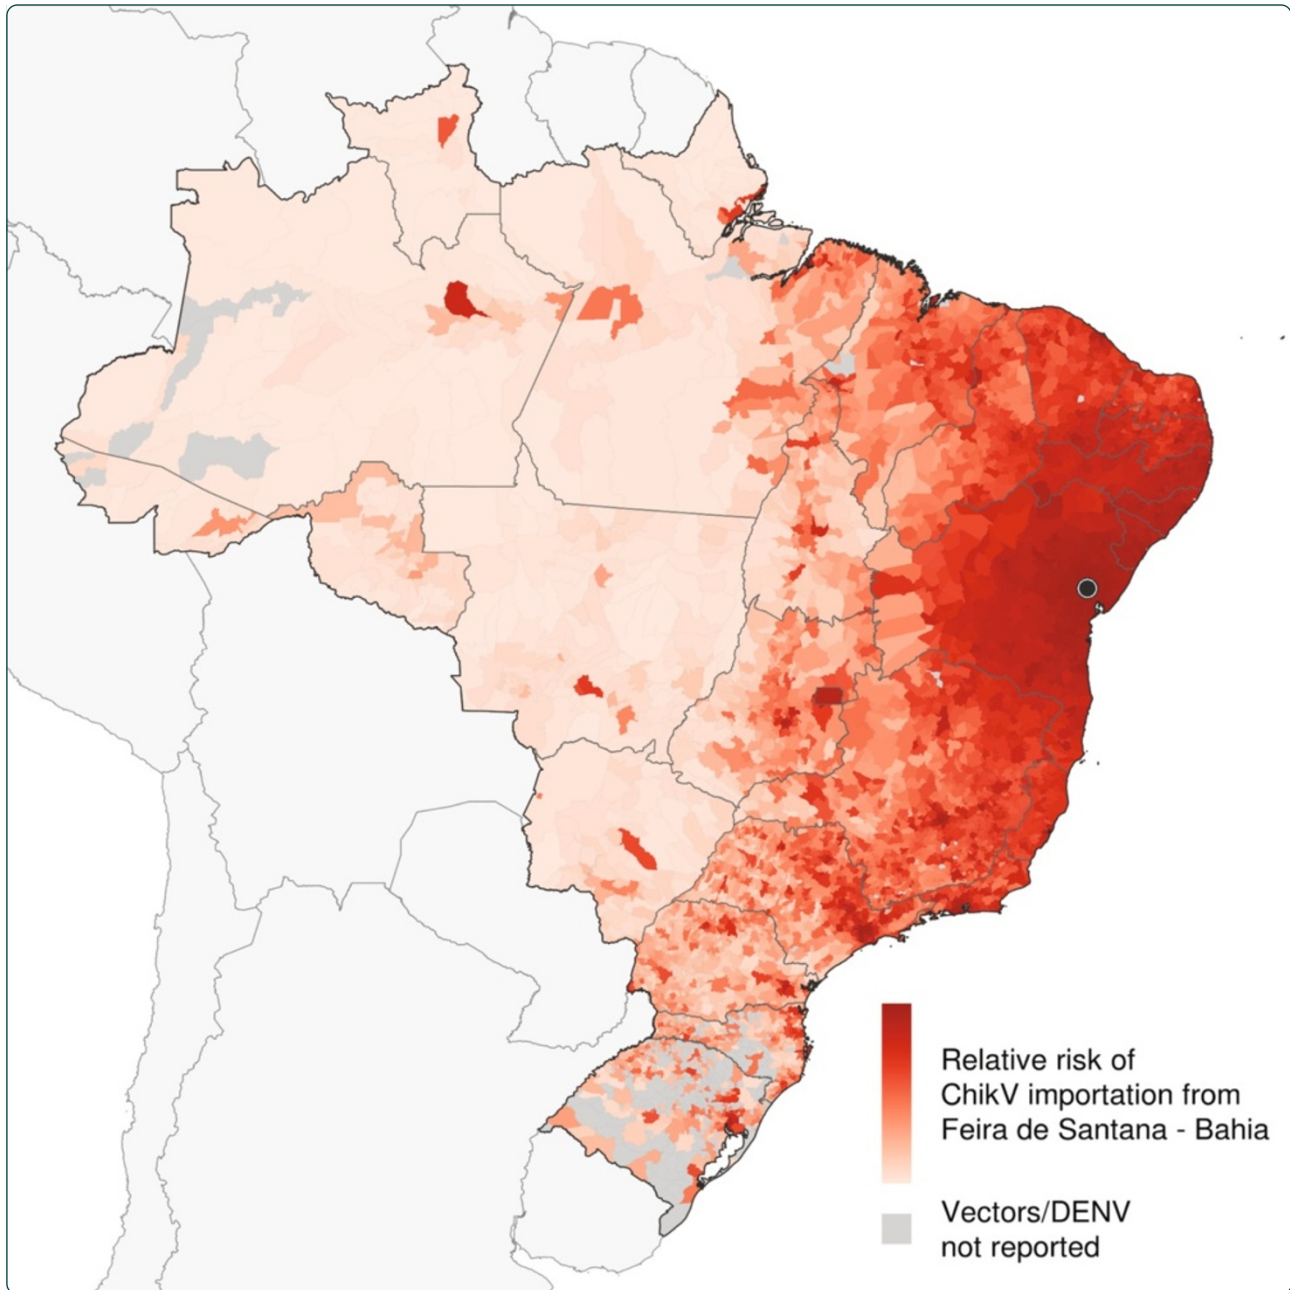 Relative risk of
ChikV importation from
Feira de Santana - Bahia
Vectors/DENV
not reported